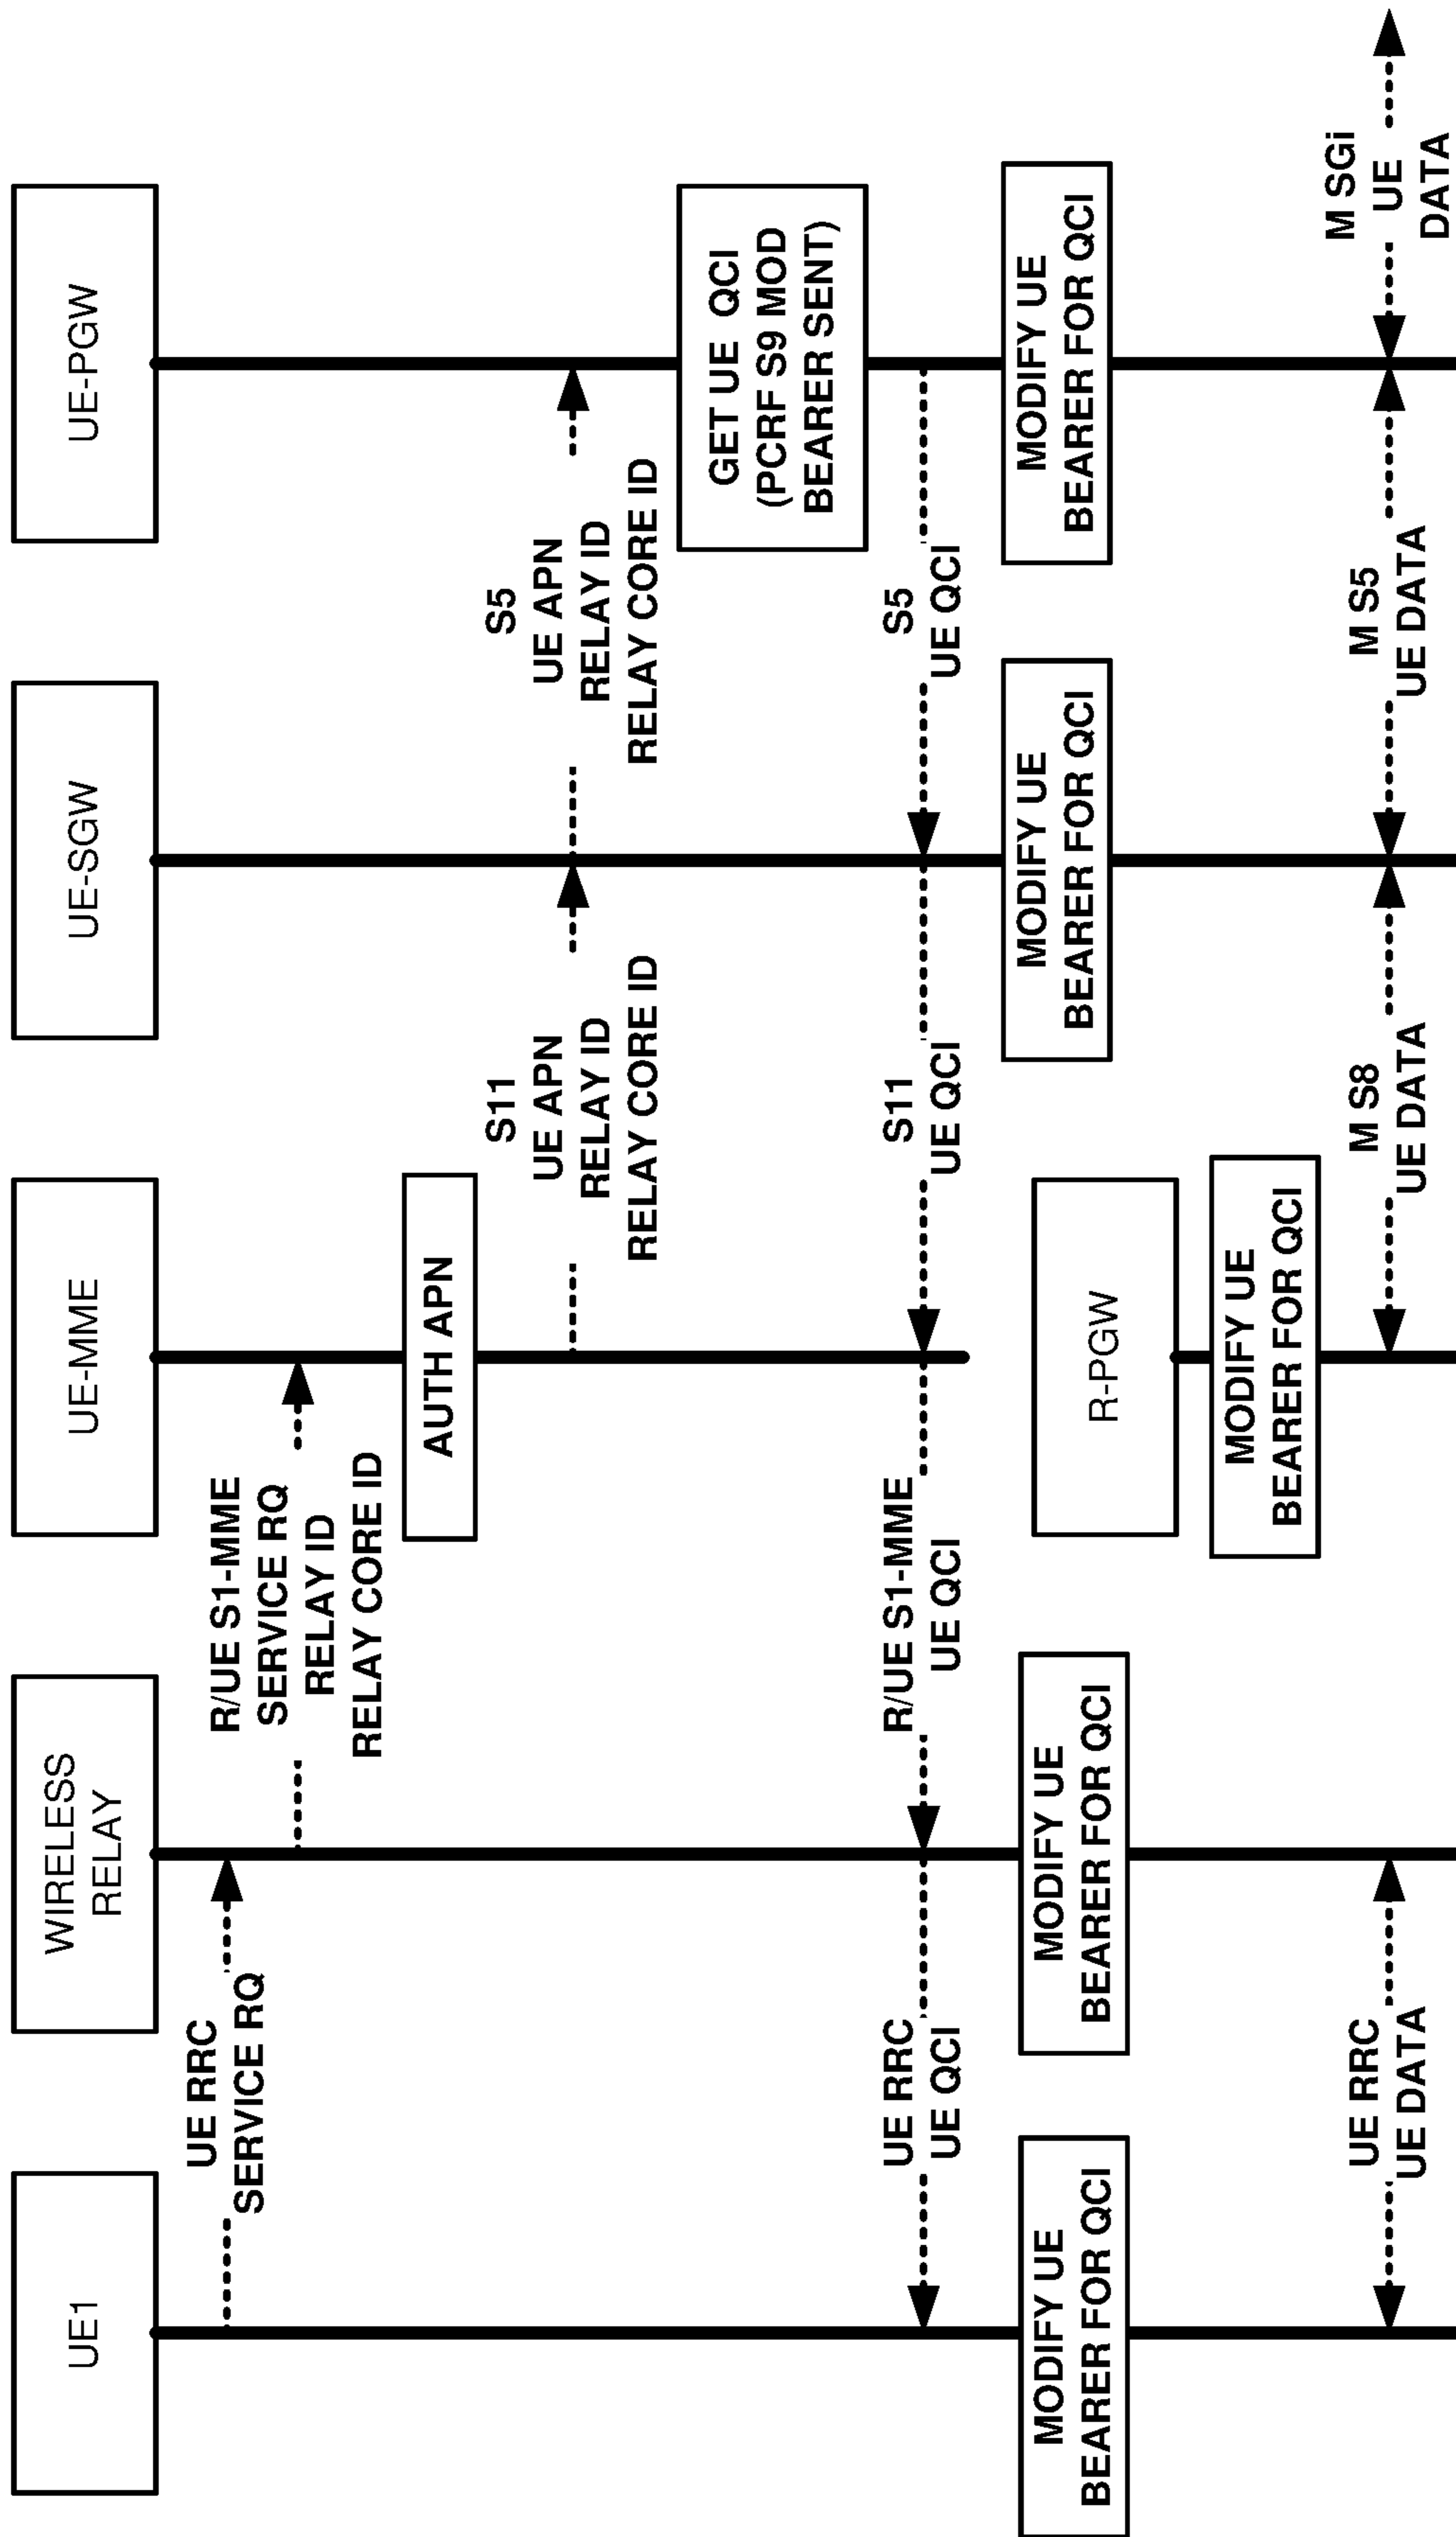 UE1
WIRELESS
RELAY
UE-MME
UE-SGW
UE-PGW
UE RRC
SERVICE RQ
R/UE S1-MME
SERVICE RQ
RELAY ID
RELAY CORE ID
AUTH APN
S11
UE APN
RELAY ID
RELAY CORE ID
S5
UE APN
RELAY ID
RELAY CORE ID
GET UE QCI
(PCRF S9 MOD
BEARER SENT)
UE RRC
UE QCI
R/UE S1-MME
UE QCI
S11
UE QCI
S5
UE QCI
MODIFY UE
BEARER FOR QCI
MODIFY UE
BEARER FOR QCI
R-PGW
MODIFY UE
BEARER FOR QCI
MODIFY UE
BEARER FOR QCI
MODIFY UE
BEARER FOR QCI
UE RRC
UE DATA
M S8
UE DATA
M S5
UE DATA
M SGi
UE
DATA